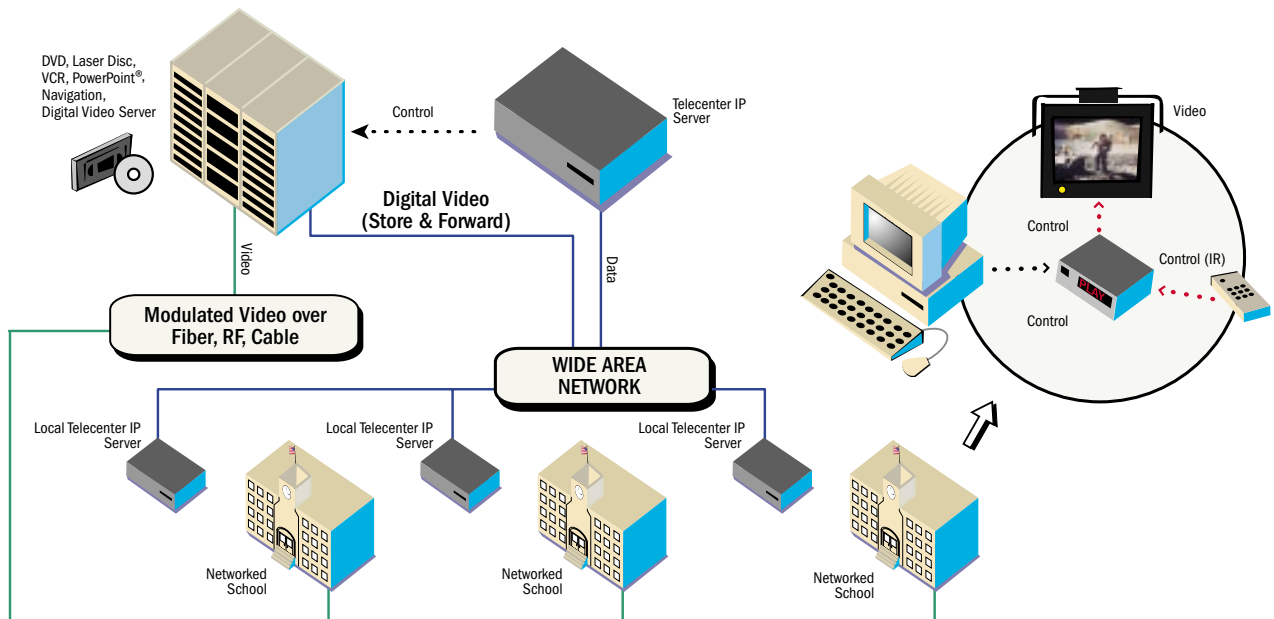 DVD, Laser Disc,
VCR, PowerPoint®,
Navigation,
Digital Video Server
Control
Telecenter IP
Server
Video
Digital Video
(Store & Forward)
Video
Data
Control
Control (IR)
PLAY
Control
Modulated Video over
Fiber, RF, Cable
WIDE AREA
NETWORK
Local Telecenter IP
Server
Local Telecenter IP
Server
Local Telecenter IP
Server
Networked
School
Networked
School
Networked
School